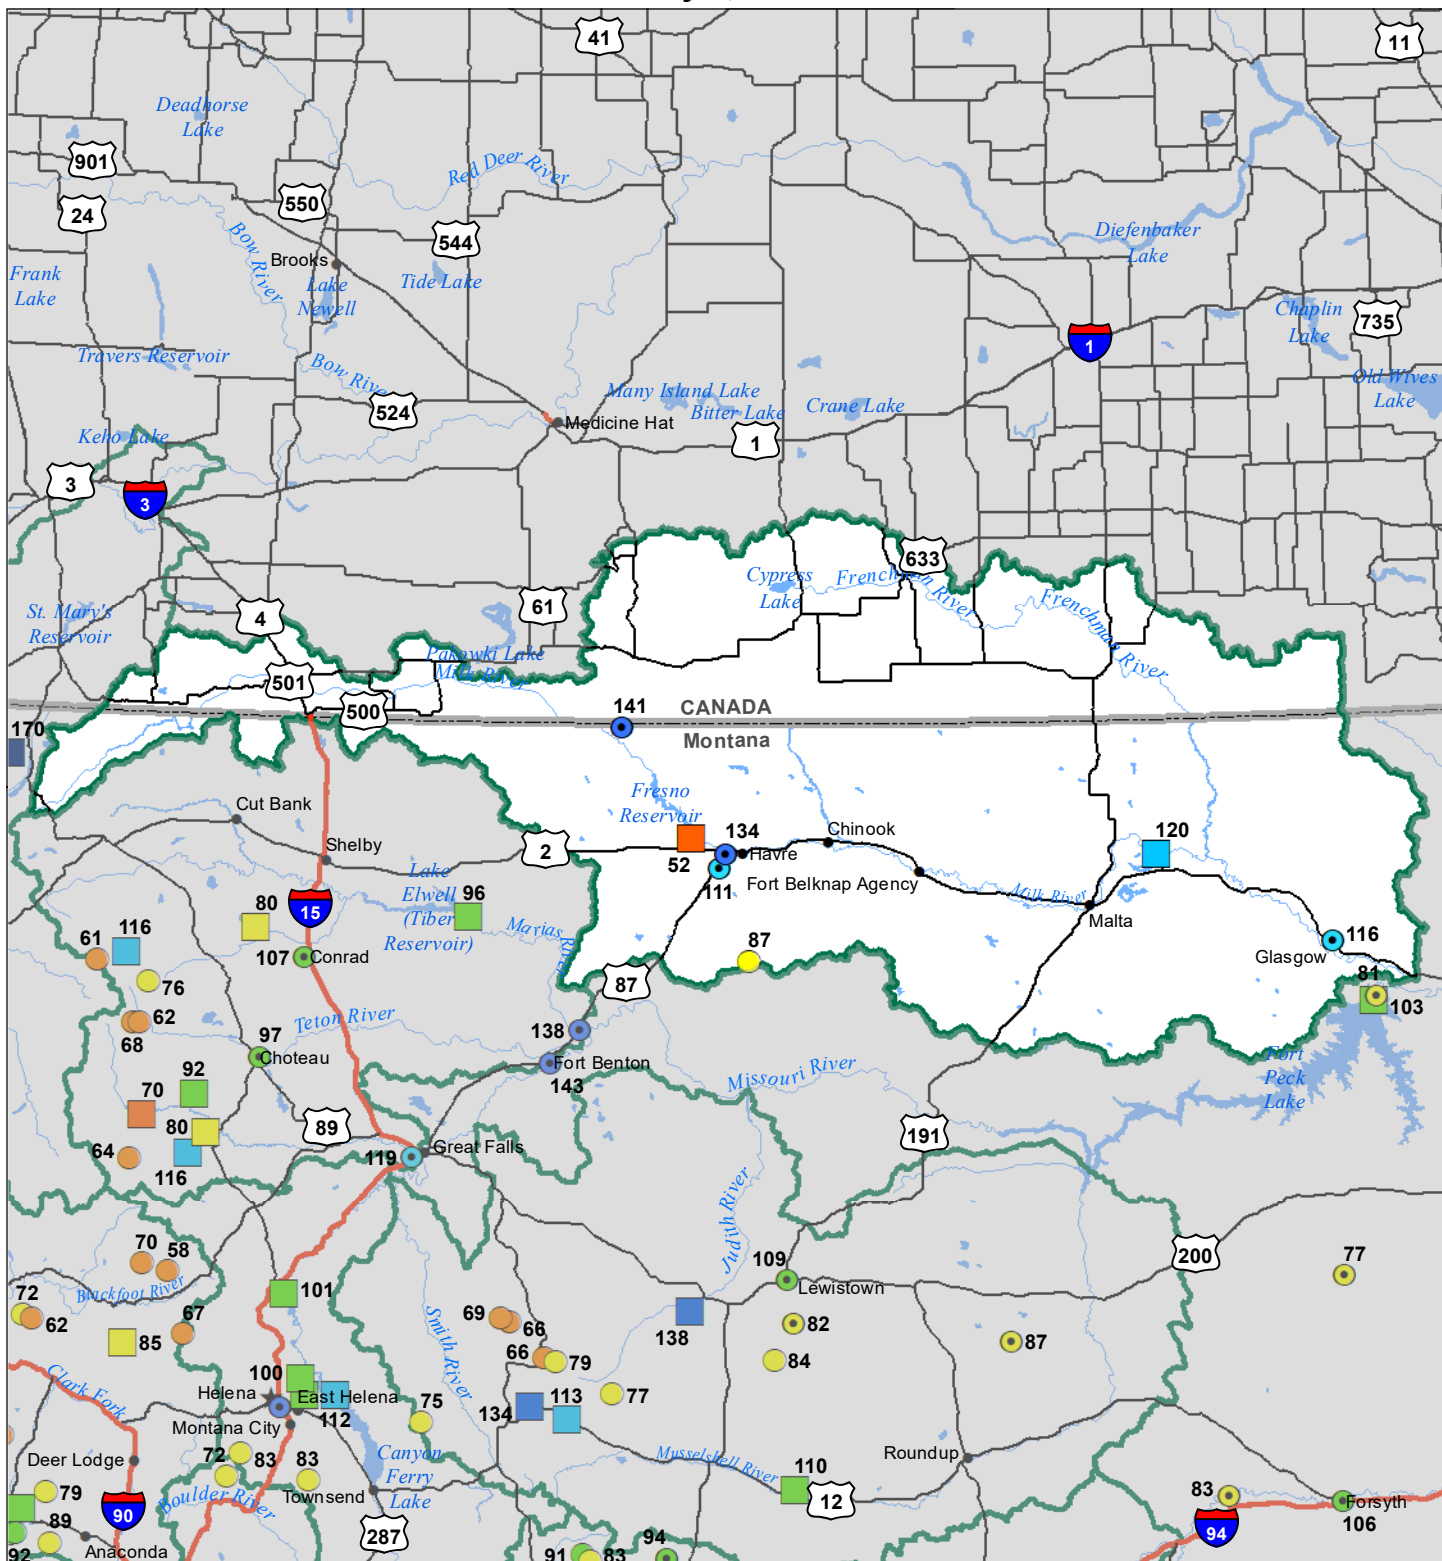 41
11
Deadhorse
Lake
901
Red Deer River
550
24
544
Bow River
Diefenbaker
Lake
Brooks
Frank
Lake
Lake
Newell
Tide Lake
Chaplin
Lake
735
1
Travers Reservoir
Bow River
Many Island Lake
Old Wives
Lake
524
Bitter Lake
Crane Lake
Medicine Hat
Keho Lake
1
3
3
633
Cypress
Lake
Frenchman River
61
Frenchman River
St. Mary's
Reservoir
4
Pakowki Lake
Milk River
501
500
141
CANADA
Montana
170
Fresno
Reservoir
Cut Bank
Shelby
2
52
134
Havre
Chinook
120
111
Fort Belknap Agency
Lake
Elwell
(Tiber
Reservoir)
Milk River
Malta
80
15
96
Marias River
61
116
107
Conrad
87
116
Glasgow
76
87
81
103
62
68
Teton River
138
97
Choteau
Fort Benton
143
Missouri River
Fort
Peck
Lake
92
70
89
191
80
64
116
119
Great Falls
Judith River
70
58
109
200
77
Blackfoot River
101
Lewistown
72
62
67
Smith River
69
66
138
82
85
66
79
84
87
Clark Fork
100
Helena
East Helena
112
75
77
134
113
Montana City
Deer Lodge
72
83
83
Canyon
Ferry
Lake
Musselshell River
Roundup
79
Boulder River
Townsend
110
12
83
Forsyth
106
90
89
287
94
92
Anaconda
91
83
94